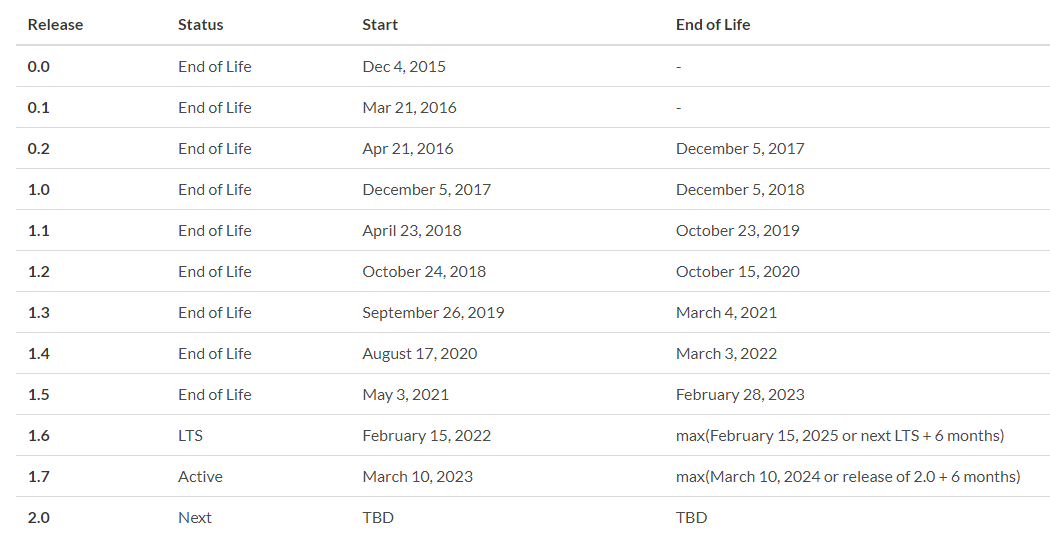 Release Status Start End of Life
0.0 End of Life Dec 4, 2015 -
0.1 End of Life Mar 21, 2016 -
0.2 End of Life Apr 21, 2016 December 5, 2017
1.0 End of Life December 5, 2017 December 5, 2018
1.1 End of Life April 23, 2018 October 23, 2019
1.2 End of Life October 24, 2018 October 15, 2020
1.3 End of Life September 26, 2019 March 4, 2021
1.4 End of Life August 17, 2020 March 3, 2022
1.5 End of Life May 3, 2021 February 28, 2023
1.6 LTS February 15, 2022 max(February 15, 2025 or next LTS + 6 months)
1.7 Active March 10, 2023 max(March 10, 2024 or release of 2.0 + 6 months)
2.0 Next TBD TBD